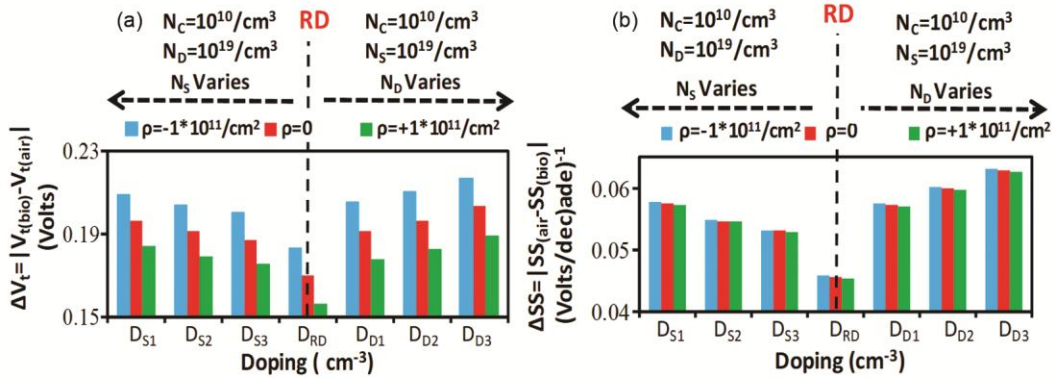 (a)
N_C=10^10/cm^3 RD N_C=10^10/cm^3
N_D=10^19/cm^3 N_S=10^19/cm^3
N_S Varies N_D Varies
ρ=-1*10^11/cm^2 ρ=0 ρ=+1*10^11/cm^2
ΔV_t=|V_t(bio)-V_t(air)|
(Volts)
0.23
0.19
0.15
D_S1 D_S2 D_S3 D_RD D_D1 D_D2 D_D3
Doping ( cm^-3)
(b)
N_C=10^10/cm^3 RD N_C=10^10/cm^3
N_D=10^19/cm^3 N_S=10^19/cm^3
N_S Varies N_D Varies
ρ=-1*10^11/cm^2 ρ=0 ρ=+1*10^11/cm^2
ΔSS=|SS_(air-SS_(bio)|
(Volts/dec)ade)^-1
0.06
0.05
0.04
D_S1 D_S2 D_S3 D_RD D_D1 D_D2 D_D3
Doping (cm^-3)